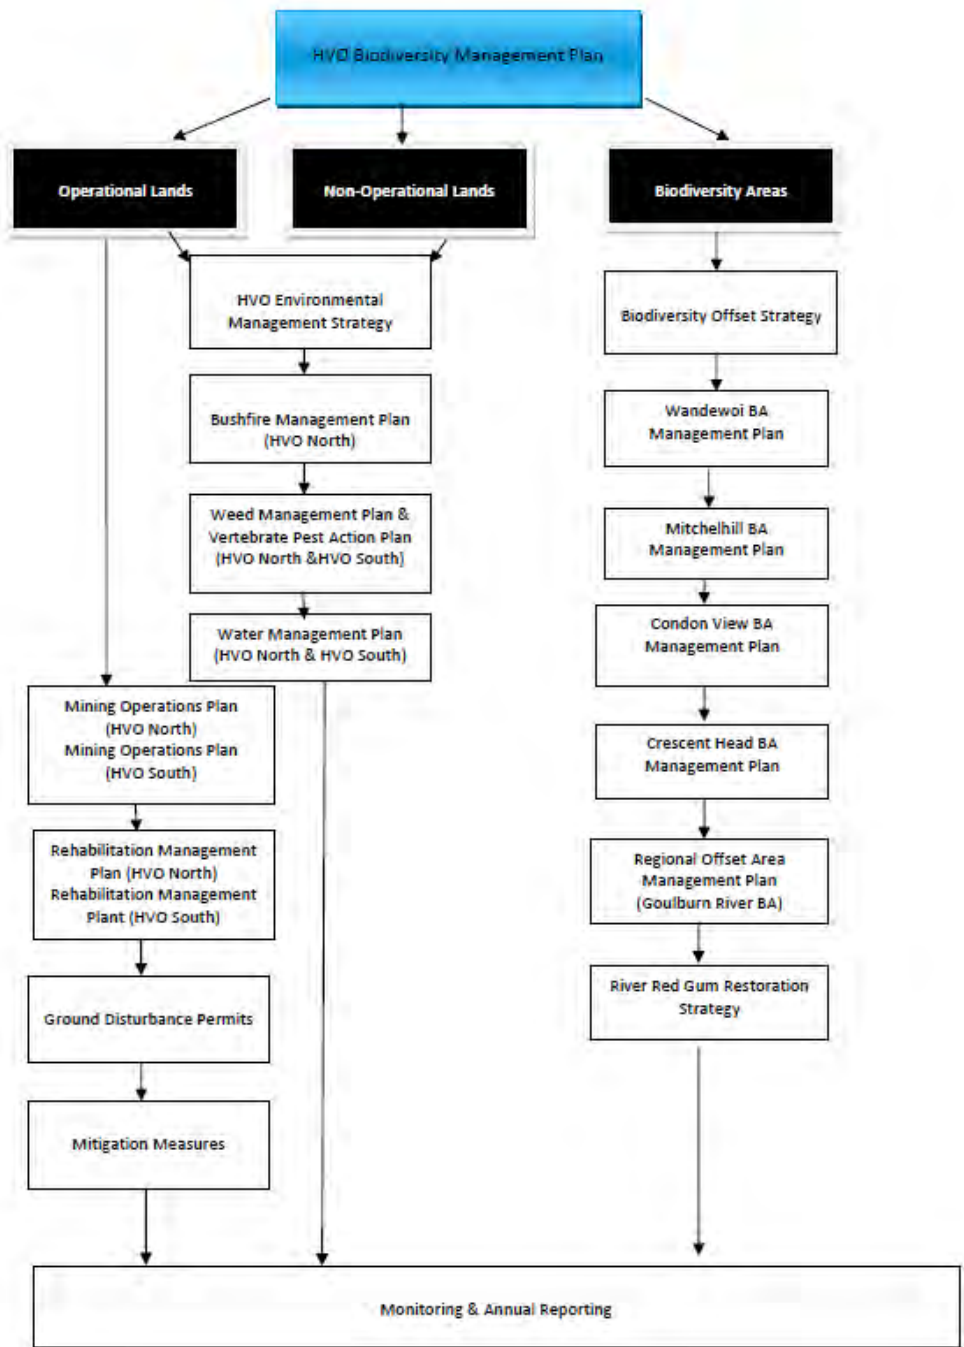 HVO Biodiversity Management Plan
Operational Lands
Non-Operational Lands
Biodiversity Areas
HVO Environmental
Management Strategy
Biodiversity Offset Strategy
Bushfire Management Plan
(HVO North)
Wandewoi BA
Management Plan
Weed Management Plan &
Vertebrate Pest Action Plan
(HVO North &HVO South)
Mitchelhill BA
Management Plan
Water Management Plan
(HVO North & HVO South)
Condon View BA
Management Plan
Mining Operations Plan
(HVO North)
Mining Operations Plan
(HVO South)
Crescent Head BA
Management Plan
Rehabilitation Management
Plan (HVO North)
Rehabilitation Management
Plant (HVO South)
Regional Offset Area
Management Plan
(Goulburn River BA)
Ground Disturbance Permits
River Red Gum Restoration
Strategy
Mitigation Measures
Monitoring & Annual Reporting